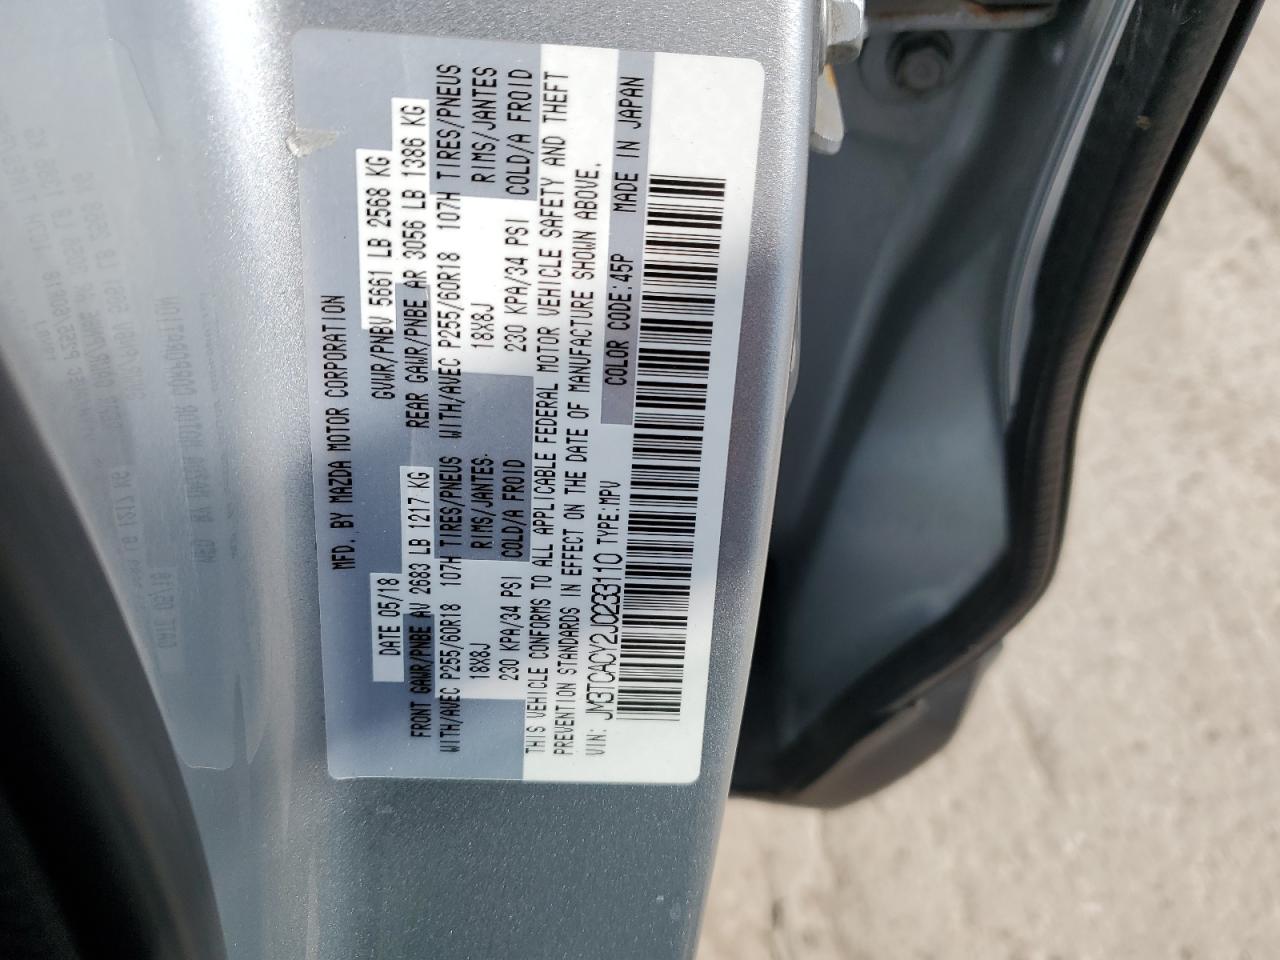 MFD. BY MAZDA MOTOR CORPORATION
DATE 05/18 GVWR/PNBV 5661 LB 2568 KG
FRONT GAWR/PNBE AV 2683 LB 1217 KG REAR GAWR/PNBE AR 3056 LB 1386 KG
WITH/AVEC P255/60R18 107H TIRES/PNEUS WITH/AVEC P255/60R18 107H TIRES/PNEUS
18X8J RIMS/JANTES. 18X8J RIMS/JANTES
230 KPA/34 PSI COLD/A FROID 230 KPA/34 PSI COLD/A FROID
THIS VEHICLE CONFORMS TO ALL APPLICABLE FEDERAL MOTOR VEHICLE SAFETY AND THEFT
PREVENTION STANDARDS IN EFFECT ON THE DATE OF MANUFACTURE SHOWN ABOVE.
VIN: JM3TCACY2J0233110 TYPE:MPV COLOR CODE:45P MADE IN JAPAN